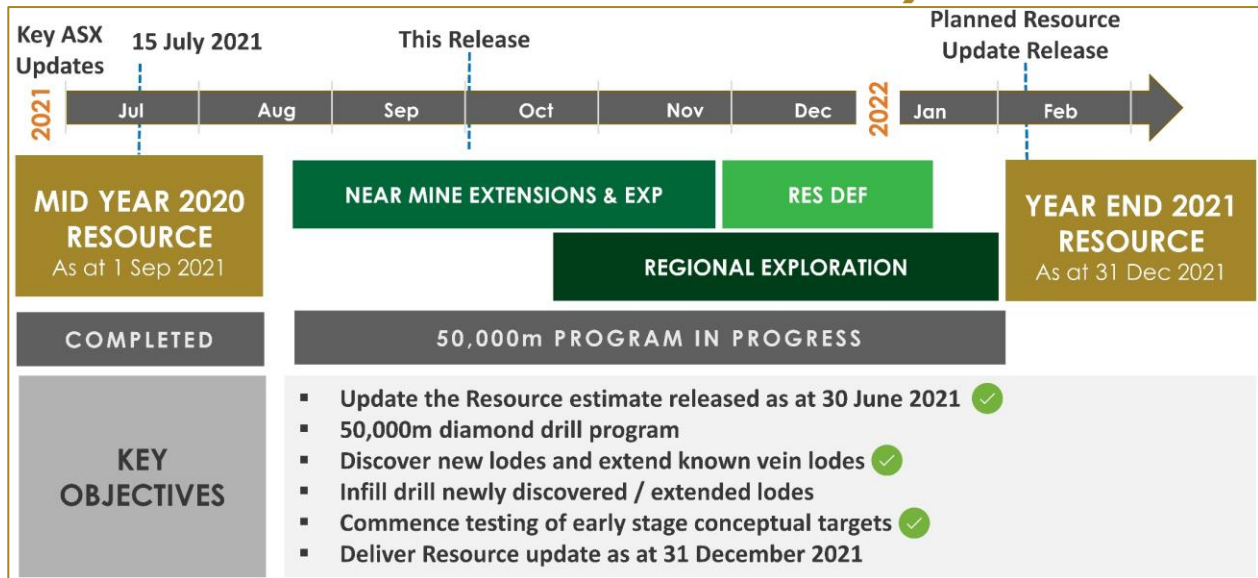 Key ASX
Updates
15 July 2021
This Release
Planned Resource
Update Release
2021
Jul
Aug
Sep
Oct
Nov
Dec
2022
Jan
Feb
MID YEAR 2020
RESOURCE
As at 1 Sep 2021
NEAR MINE EXTENSIONS & EXP
RES DEF
REGIONAL EXPLORATION
YEAR END 2021
RESOURCE
As at 31 Dec 2021
COMPLETED
50,000m PROGRAM IN PROGRESS
KEY
OBJECTIVES
▪ Update the Resource estimate released as at 30 June 2021
▪ 50,000m diamond drill program
▪ Discover new lodes and extend known vein lodes
▪ Infill drill newly discovered / extended lodes
▪ Commence testing of early stage conceptual targets
▪ Deliver Resource update as at 31 December 2021